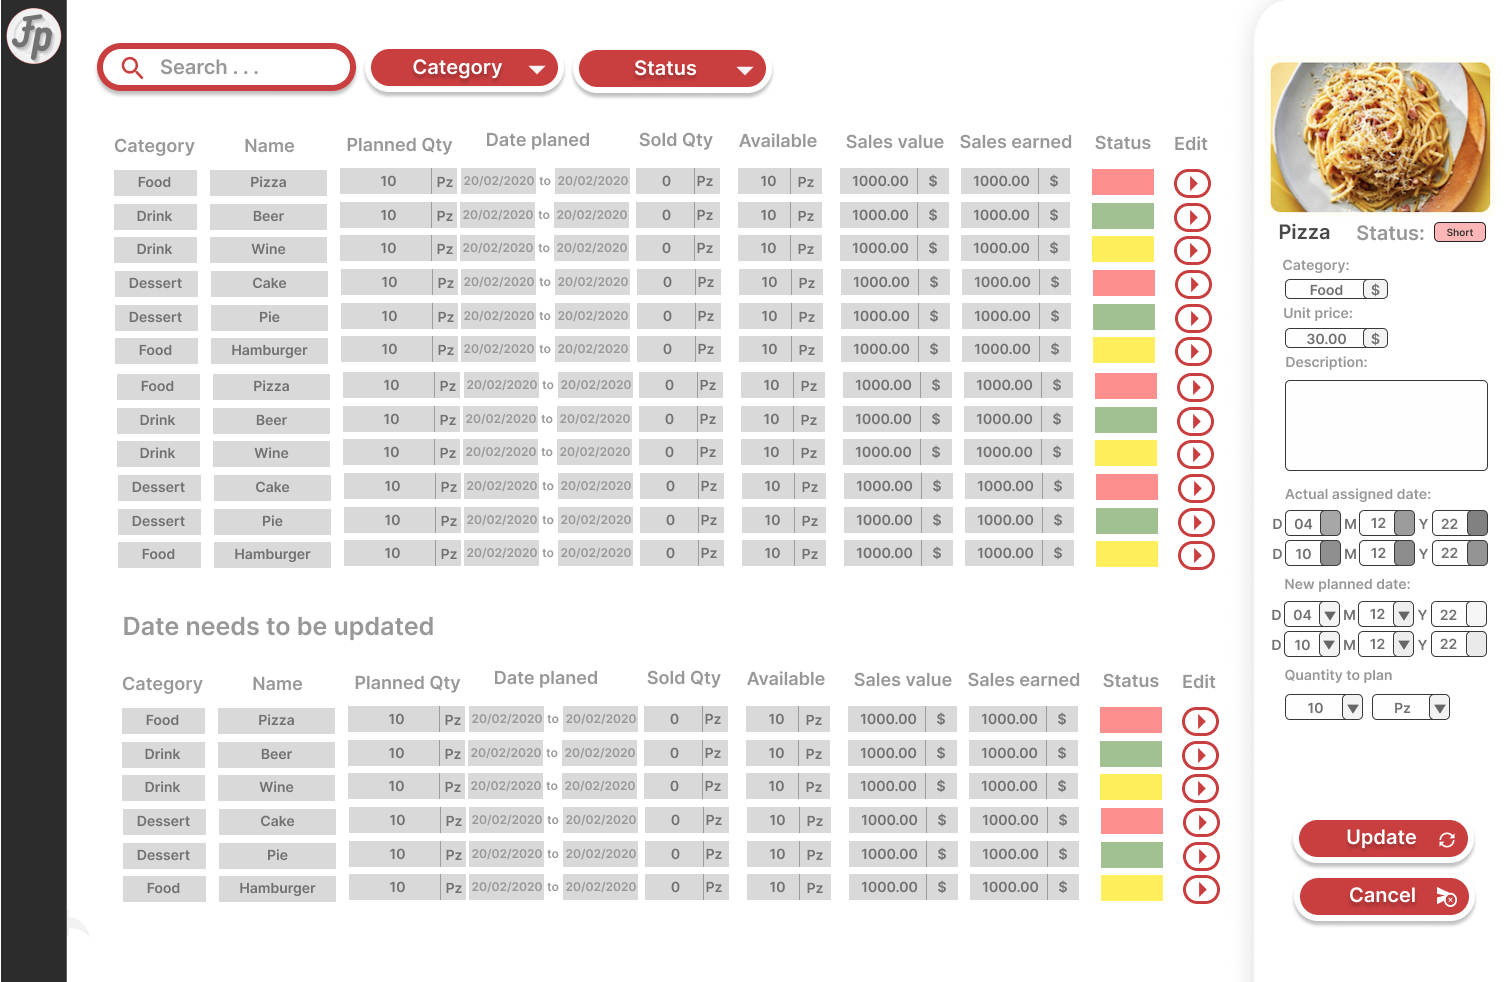 Fp
Search . . .
Category
Status
Category Name Planned Qty Date planed Sold Qty Available Sales value Sales earned Status Edit
Food Pizza 10 Pz 20/02/2020 to 20/02/2020 0 Pz 10 Pz 1000.00 $ 1000.00 $
Drink Beer 10 Pz 20/02/2020 to 20/02/2020 0 Pz 10 Pz 1000.00 $ 1000.00 $
Drink Wine 10 Pz 20/02/2020 to 20/02/2020 0 Pz 10 Pz 1000.00 $ 1000.00 $
Dessert Cake 10 Pz 20/02/2020 to 20/02/2020 0 Pz 10 Pz 1000.00 $ 1000.00 $
Dessert Pie 10 Pz 20/02/2020 to 20/02/2020 0 Pz 10 Pz 1000.00 $ 1000.00 $
Food Hamburger 10 Pz 20/02/2020 to 20/02/2020 0 Pz 10 Pz 1000.00 $ 1000.00 $
Food Pizza 10 Pz 20/02/2020 to 20/02/2020 0 Pz 10 Pz 1000.00 $ 1000.00 $
Drink Beer 10 Pz 20/02/2020 to 20/02/2020 0 Pz 10 Pz 1000.00 $ 1000.00 $
Drink Wine 10 Pz 20/02/2020 to 20/02/2020 0 Pz 10 Pz 1000.00 $ 1000.00 $
Dessert Cake 10 Pz 20/02/2020 to 20/02/2020 0 Pz 10 Pz 1000.00 $ 1000.00 $
Dessert Pie 10 Pz 20/02/2020 to 20/02/2020 0 Pz 10 Pz 1000.00 $ 1000.00 $
Food Hamburger 10 Pz 20/02/2020 to 20/02/2020 0 Pz 10 Pz 1000.00 $ 1000.00 $
Date needs to be updated
Category Name Planned Qty Date planed Sold Qty Available Sales value Sales earned Status Edit
Food Pizza 10 Pz 20/02/2020 to 20/02/2020 0 Pz 10 Pz 1000.00 $ 1000.00 $
Drink Beer 10 Pz 20/02/2020 to 20/02/2020 0 Pz 10 Pz 1000.00 $ 1000.00 $
Drink Wine 10 Pz 20/02/2020 to 20/02/2020 0 Pz 10 Pz 1000.00 $ 1000.00 $
Dessert Cake 10 Pz 20/02/2020 to 20/02/2020 0 Pz 10 Pz 1000.00 $ 1000.00 $
Dessert Pie 10 Pz 20/02/2020 to 20/02/2020 0 Pz 10 Pz 1000.00 $ 1000.00 $
Food Hamburger 10 Pz 20/02/2020 to 20/02/2020 0 Pz 10 Pz 1000.00 $ 1000.00 $
Pizza Status: Short
Category:
Food $
Unit price:
30.00 $
Description:
Actual assigned date:
D 04 M 12 Y 22
D 10 M 12 Y 22
New planned date:
D 04 M 12 Y 22
D 10 M 12 Y 22
Quantity to plan
10 Pz
Update
Cancel